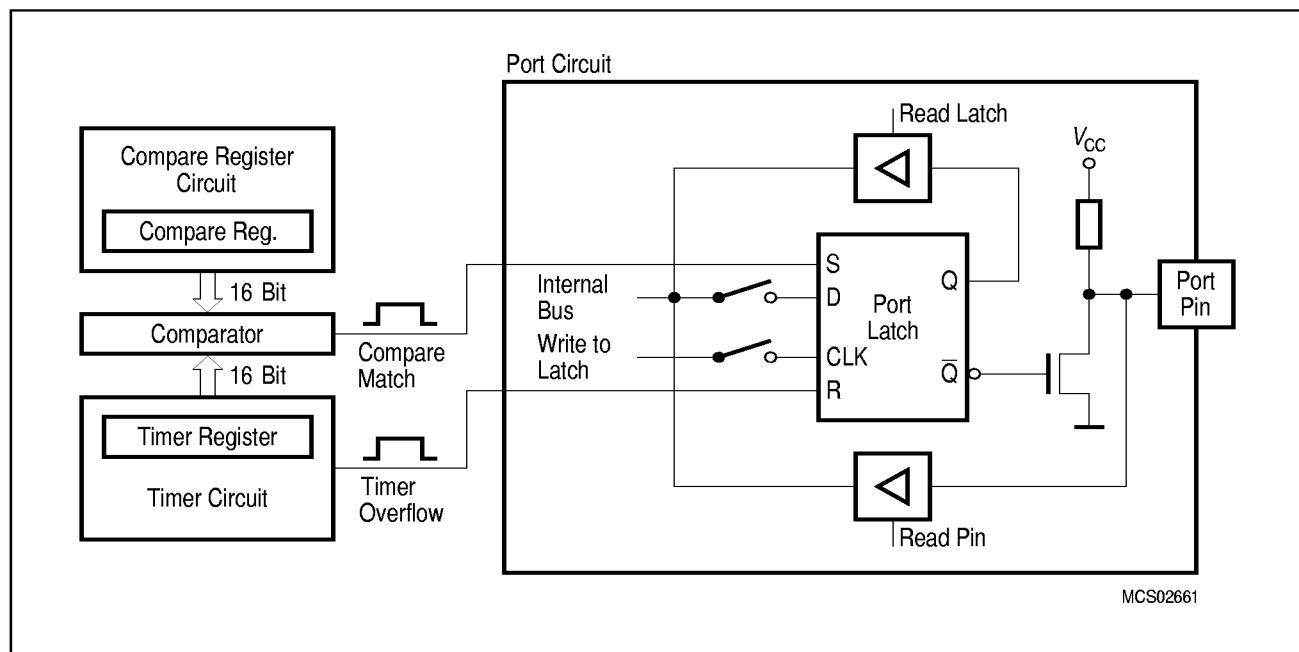 Port Circuit
Compare Register
Circuit
Compare Reg.
16 Bit
Comparator
16 Bit
Timer Register
Timer Circuit
Compare
Match
Timer
Overflow
Read Latch
VCC
Internal
Bus
Write to
Latch
S
D
CLK
R
Port
Latch
Q
Q̅
Port
Pin
Read Pin
MCS02661